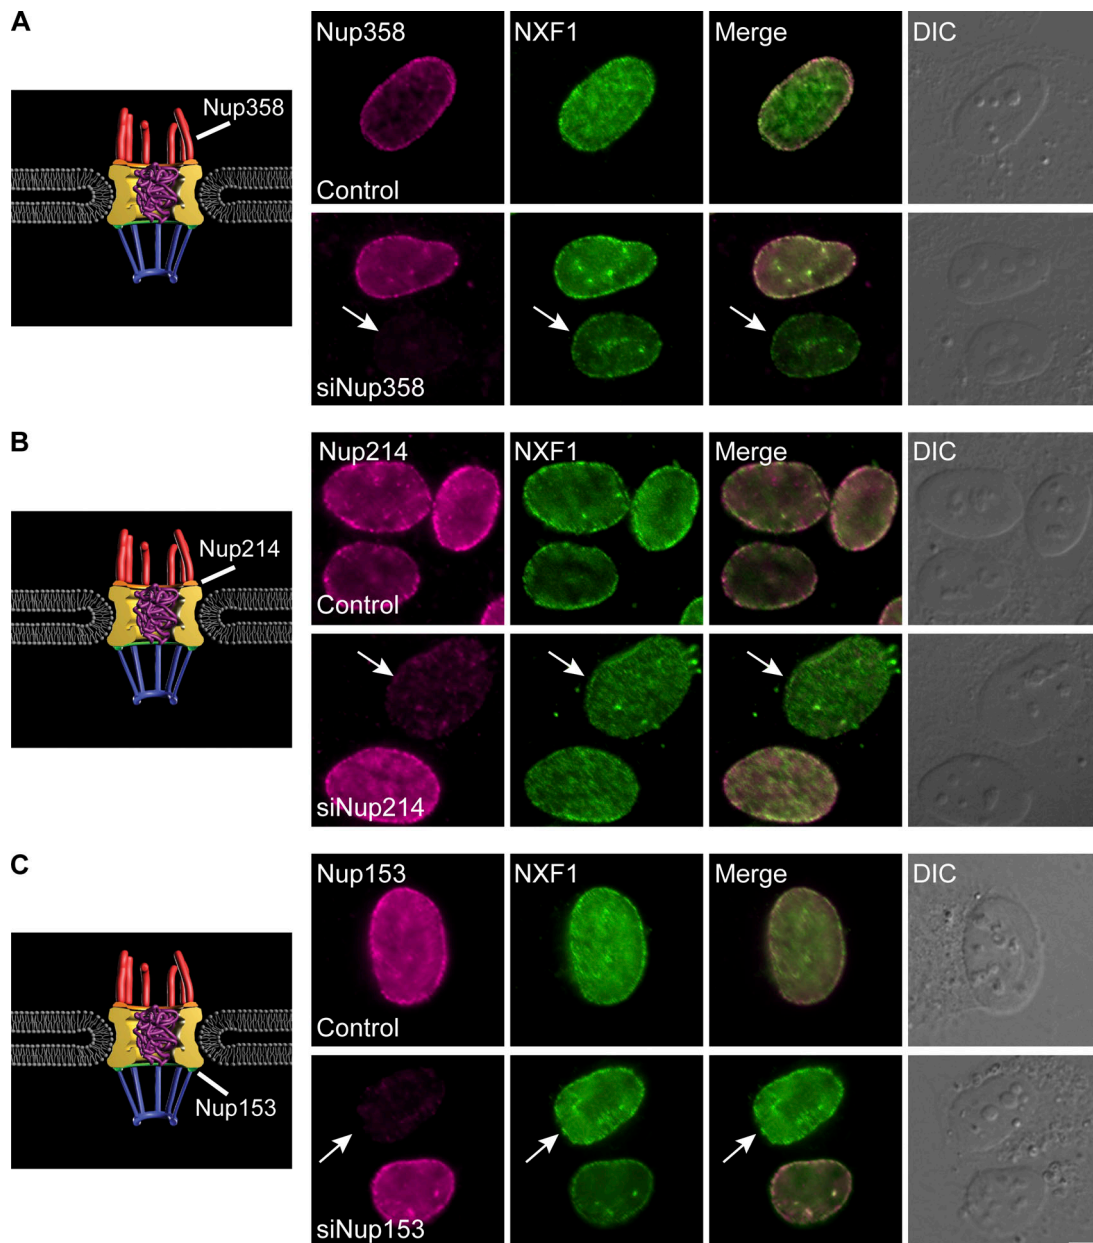 A
Nup358
Nup358 NXF1 Merge DIC
Control
siNup358
B
Nup214
Nup214 NXF1 Merge DIC
Control
siNup214
C
Nup153
Nup153 NXF1 Merge DIC
Control
siNup153